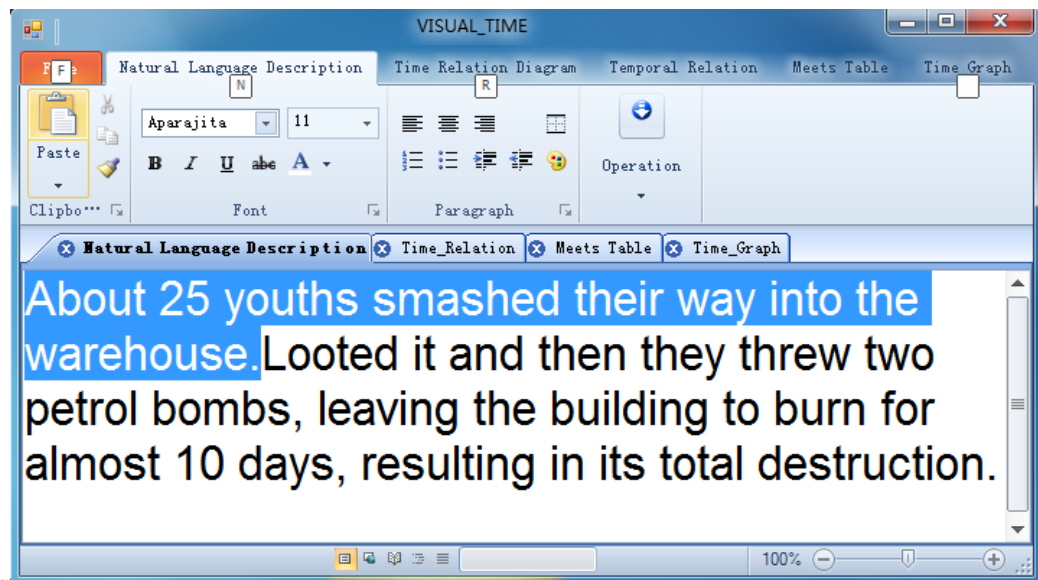 VISUAL_TIME
Natural Language Description Time Relation Diagram Temporal Relation Meets Table Time_Graph
F N R
Aparajita 11
Paste
B I U abc A
Operation
Clipbo··· Font Paragraph
Natural Language Description Time_Relation Meets Table Time_Graph
About 25 youths smashed their way into the
warehouse.Looted it and then they threw two
petrol bombs, leaving the building to burn for
almost 10 days, resulting in its total destruction.
100%